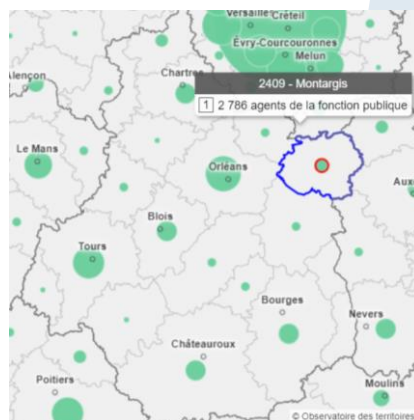 Versailles Créteil
Évry-Courcouronnes
Melun
Alençon
Chartres
2409 - Montargis
1 2 786 agents de la fonction publique
Le Mans
Orléans
Auxe
Blois
Tours
Bourges
Nevers
Châteauroux
Poitiers
Moulins
© Observatoire des territoires